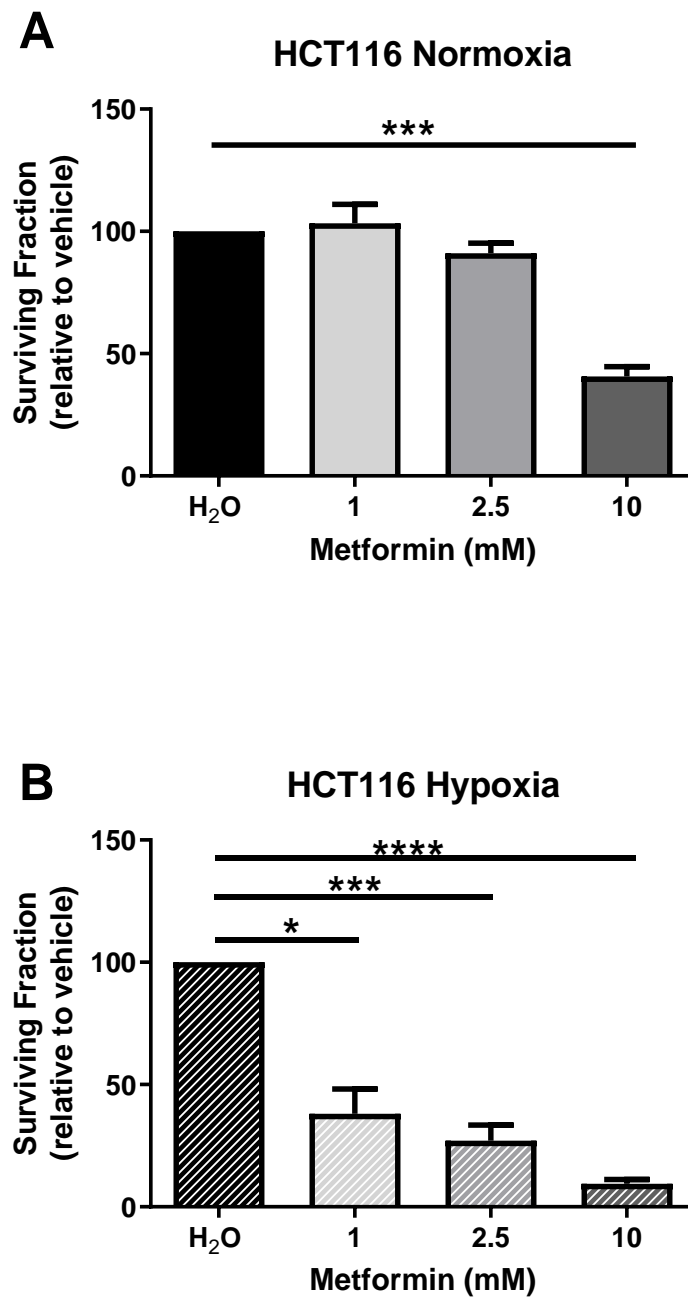 A
HCT116 Normoxia
Surviving Fraction
(relative to vehicle)
150
100
50
0
***
H₂O 1 2.5 10
Metformin (mM)
B
HCT116 Hypoxia
Surviving Fraction
(relative to vehicle)
150
100
50
0
****
***
*
H₂O 1 2.5 10
Metformin (mM)